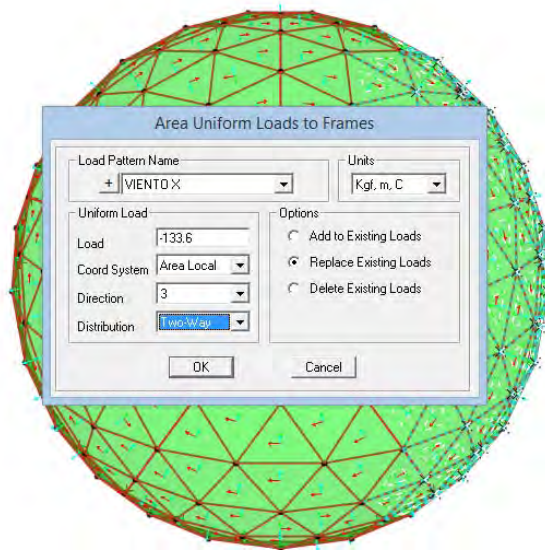 Area Uniform Loads to Frames
Load Pattern Name
+ VIENTO X
Units
Kgf, m, C
Uniform Load
Load -133.6
Coord System Area Local
Direction 3
Distribution Two-Way
Options
Add to Existing Loads
Replace Existing Loads
Delete Existing Loads
OK
Cancel